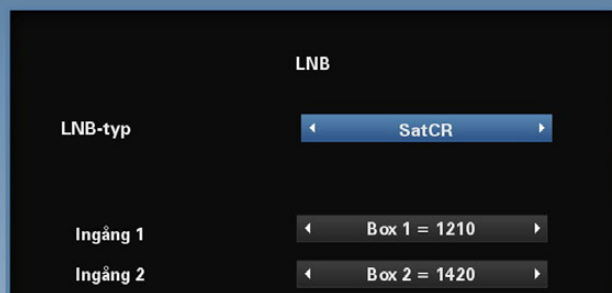 LNB
LNB-typ SatCR
Ingång 1 Box 1 = 1210
Ingång 2 Box 2 = 1420